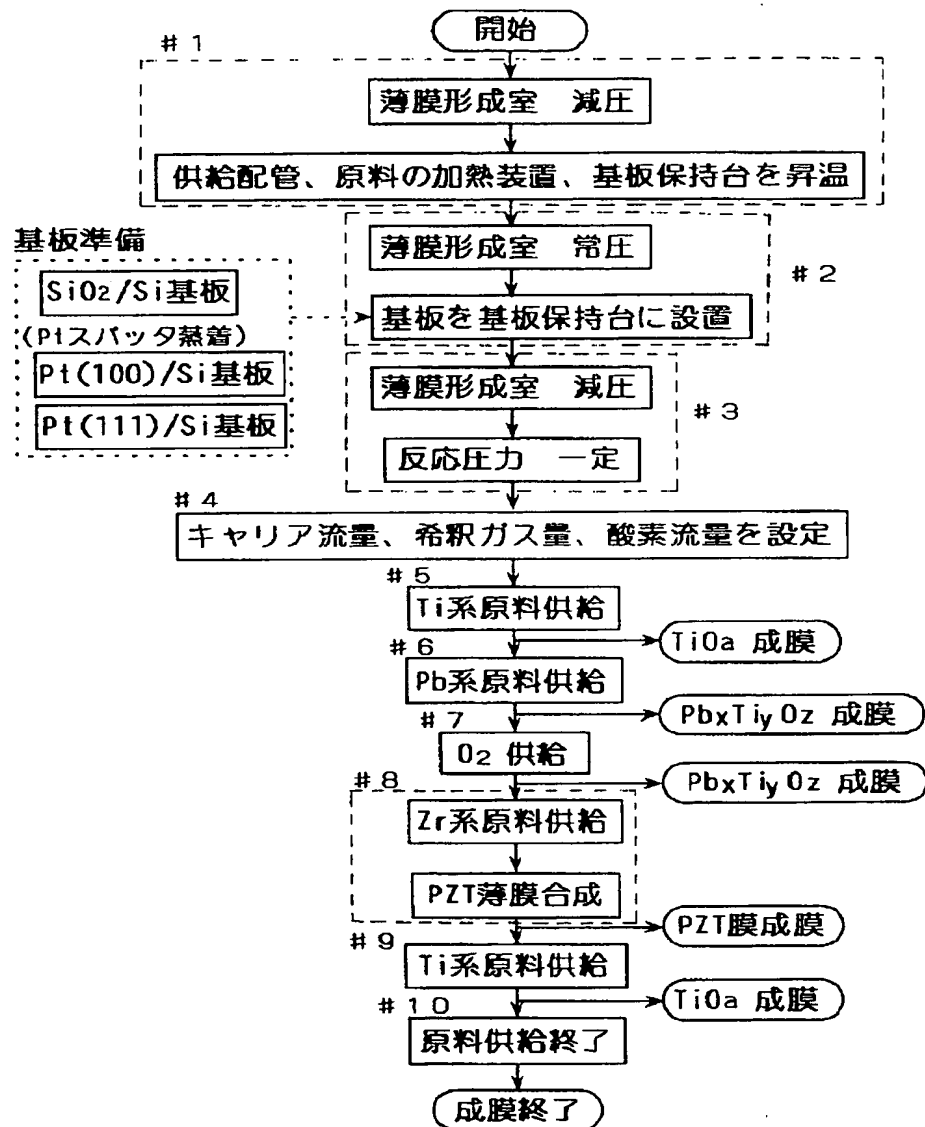 開始
#1
薄膜形成室 減圧
供給配管、原料の加熱装置、基板保持台を昇温
基板準備
SiO₂/Si基板
(Ptスパッタ蒸着)
Pt(100)/Si基板
Pt(111)/Si基板
薄膜形成室 常圧
#2
基板を基板保持台に設置
薄膜形成室 減圧
#3
反応圧力 一定
#4
キャリア流量、希釈ガス量、酸素流量を設定
#5
Ti系原料供給
TiOa 成膜
#6
Pb系原料供給
PbxTiyOz 成膜
#7
O₂ 供給
PbxTiyOz 成膜
#8
Zr系原料供給
PZT薄膜合成
PZT膜成膜
#9
Ti系原料供給
TiOa 成膜
#10
原料供給終了
成膜終了